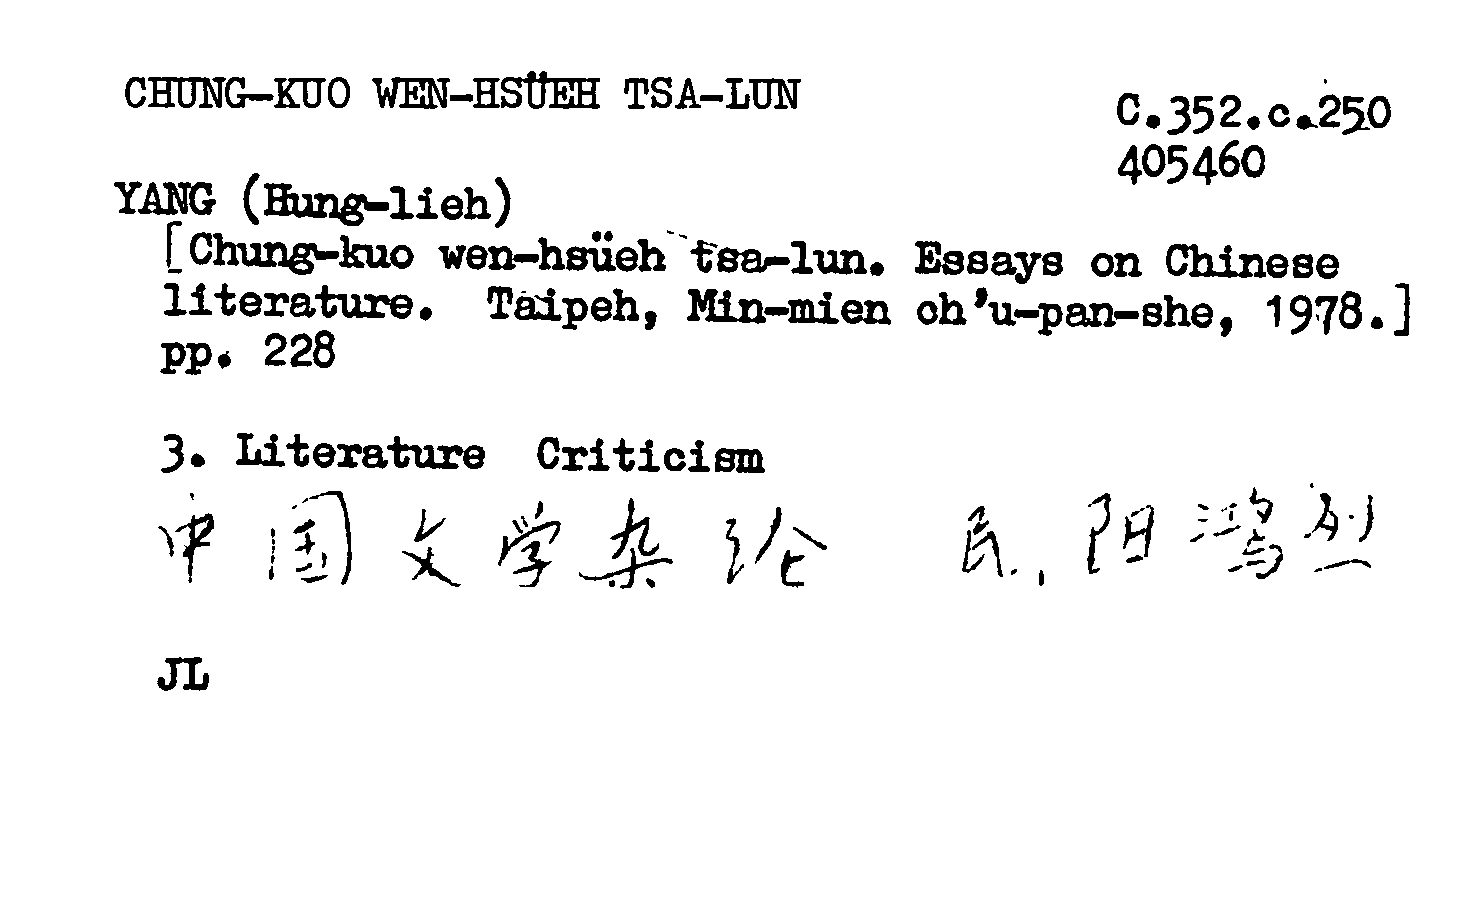 CHUNG-KUO WEN-HSÜEH TSA-LUN
C.352.c.250
405460
YANG (Hung-lieh)
[Chung-kuo wen-hsüeh tsa-lun. Essays on Chinese
literature. Taipeh, Min-mien ch'u-pan-she, 1978.]
pp. 228
3. Literature Criticism
中国文学杂论 民, 阳鸿烈
JL